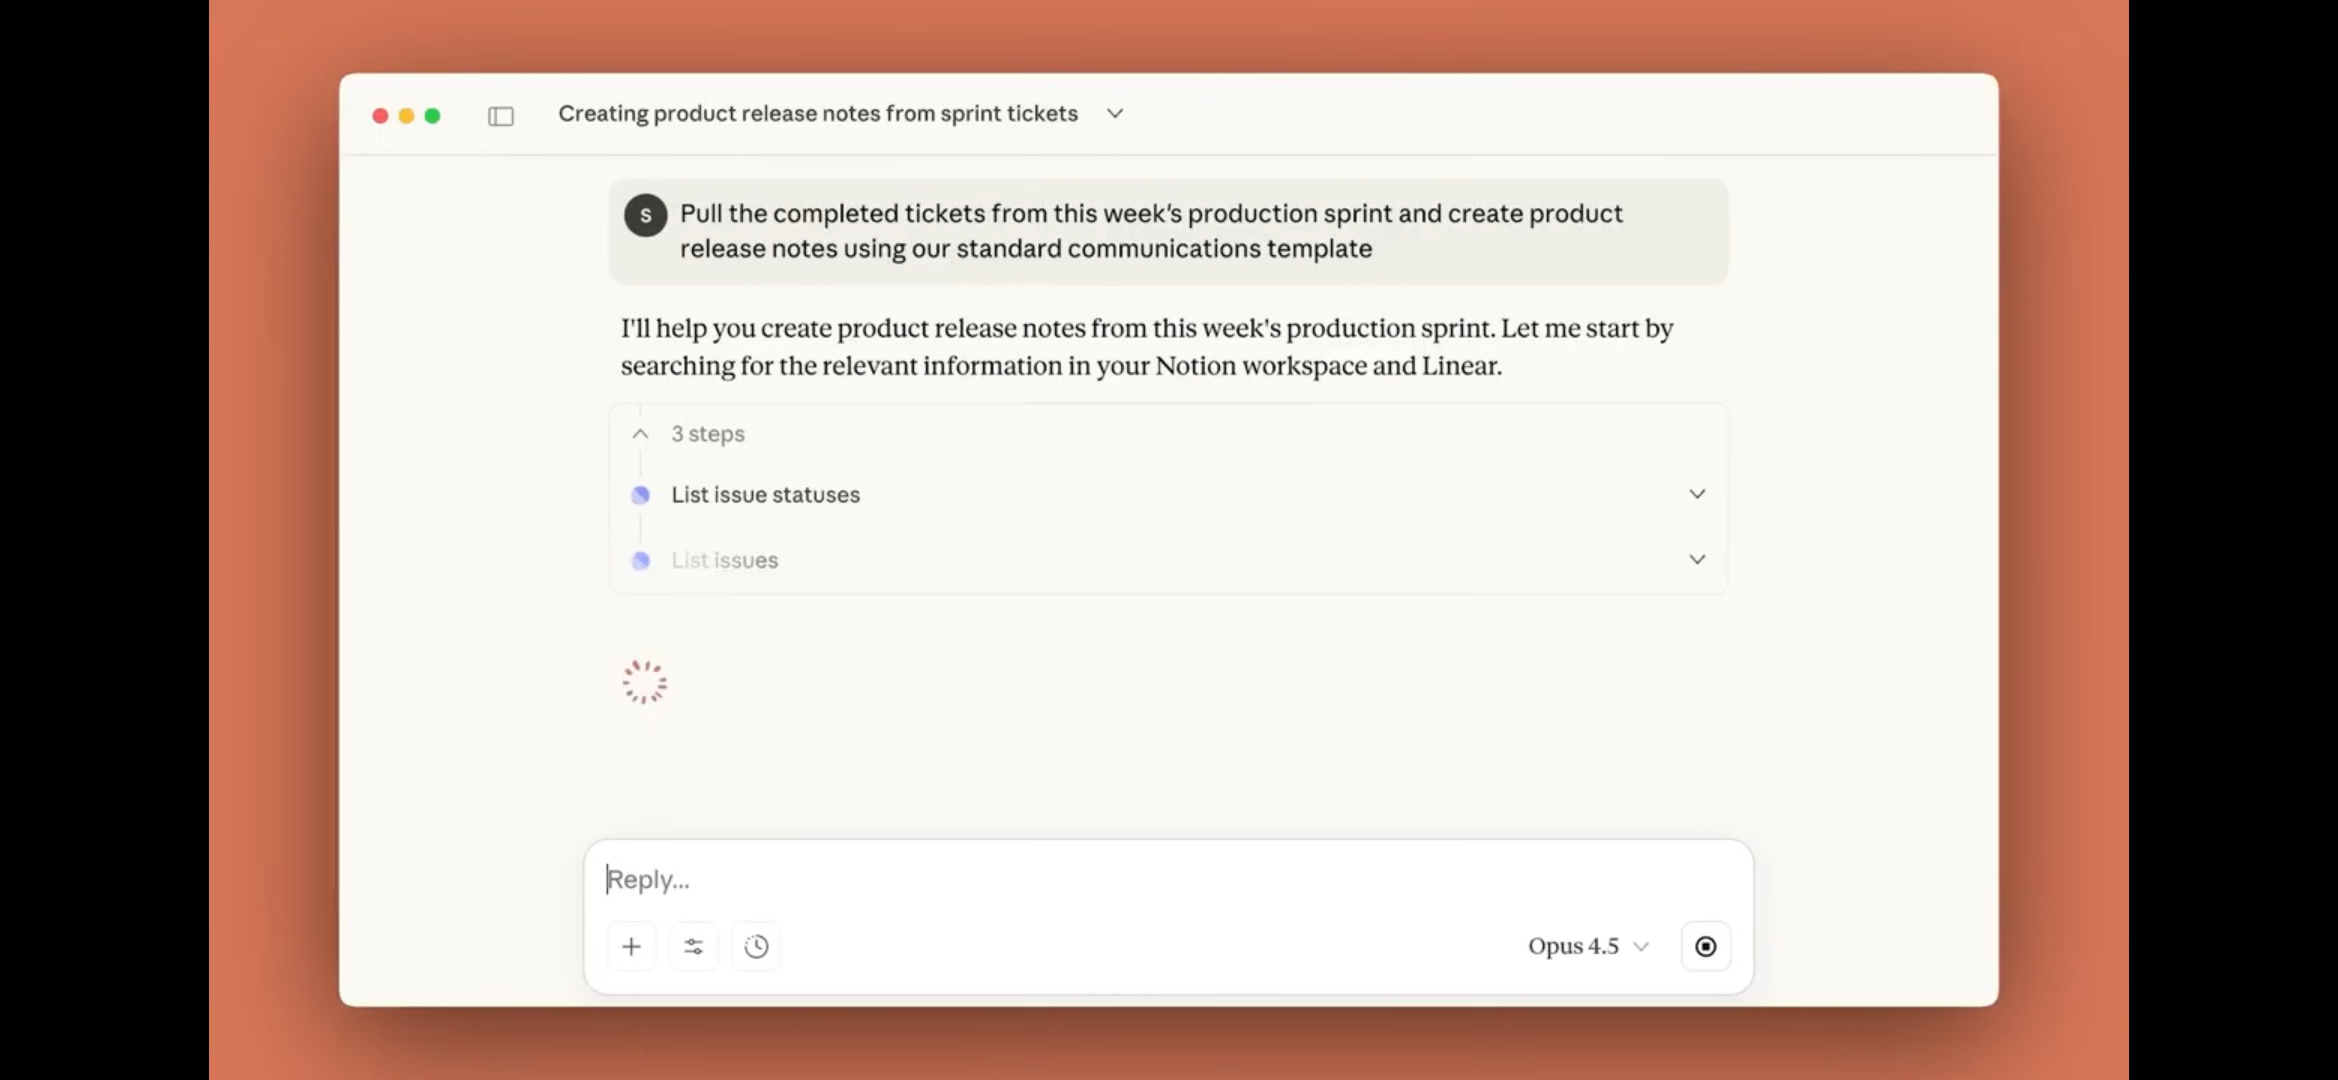 Creating product release notes from sprint tickets
S
Pull the completed tickets from this week's production sprint and create product
release notes using our standard communications template
I'll help you create product release notes from this week's production sprint. Let me start by
searching for the relevant information in your Notion workspace and Linear.
3 steps
List issue statuses
List issues
Reply...
Opus 4.5